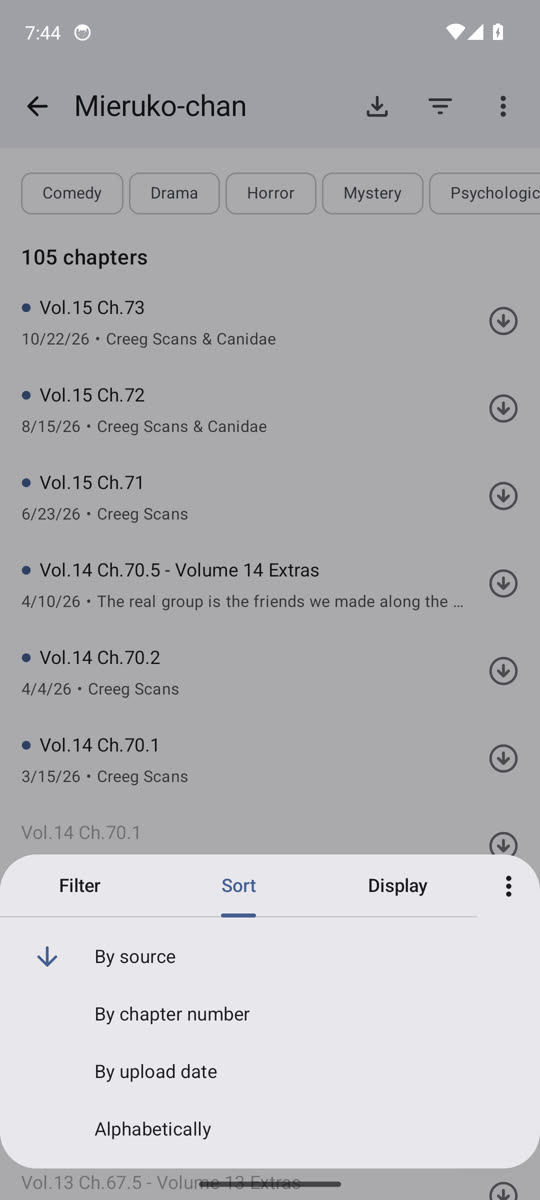 7:44
Mieruko-chan
Comedy
Drama
Horror
Mystery
Psychologic
105 chapters
Vol.15 Ch.73
10/22/26 • Creeg Scans & Canidae
Vol.15 Ch.72
8/15/26 • Creeg Scans & Canidae
Vol.15 Ch.71
6/23/26 • Creeg Scans
Vol.14 Ch.70.5 - Volume 14 Extras
4/10/26 • The real group is the friends we made along the ...
Vol.14 Ch.70.2
4/4/26 • Creeg Scans
Vol.14 Ch.70.1
3/15/26 • Creeg Scans
Vol.14 Ch.70.1
Filter
Sort
Display
By source
By chapter number
By upload date
Alphabetically
Vol.13 Ch.67.5 - Volume 13 Extras